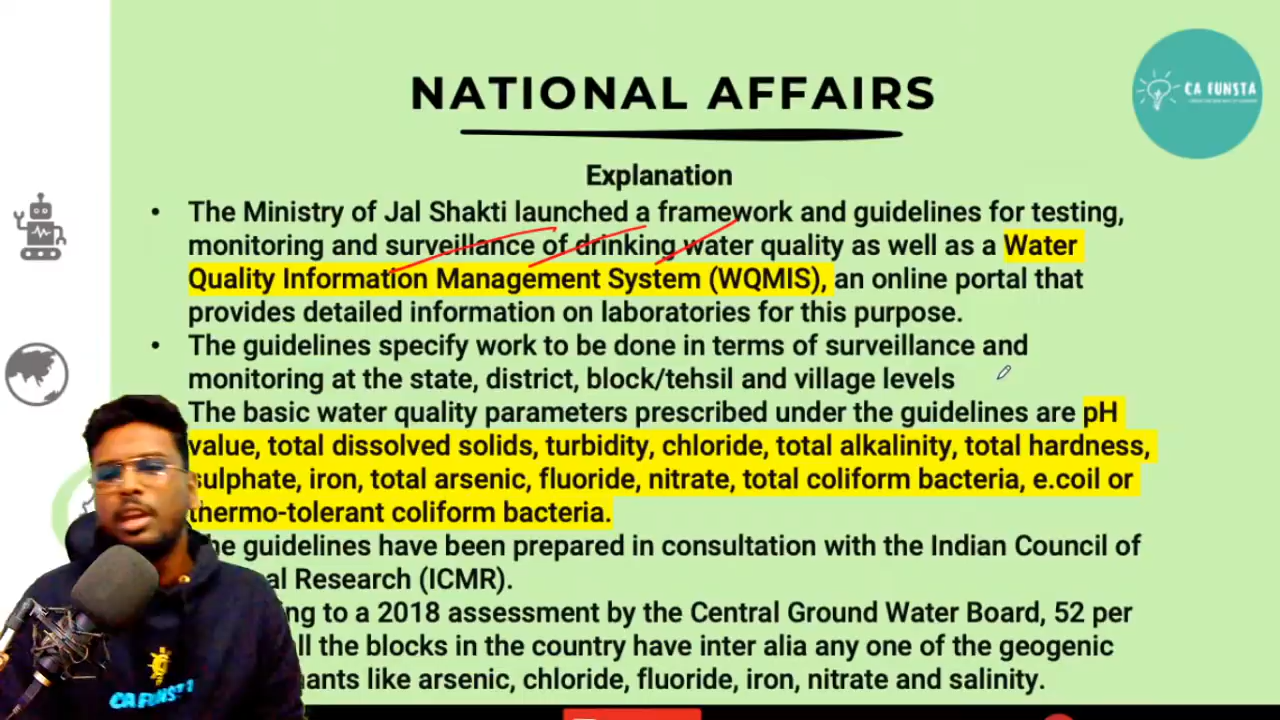 NATIONAL AFFAIRS
CA FUNSTA
Explanation
• The Ministry of Jal Shakti launched a framework and guidelines for testing,
monitoring and surveillance of drinking water quality as well as a Water
Quality Information Management System (WQMIS), an online portal that
provides detailed information on laboratories for this purpose.
• The guidelines specify work to be done in terms of surveillance and
monitoring at the state, district, block/tehsil and village levels
The basic water quality parameters prescribed under the guidelines are pH
value, total dissolved solids, turbidity, chloride, total alkalinity, total hardness,
sulphate, iron, total arsenic, fluoride, nitrate, total coliform bacteria, e.coil or
thermo-tolerant coliform bacteria.
The guidelines have been prepared in consultation with the Indian Council of
al Research (ICMR).
ng to a 2018 assessment by the Central Ground Water Board, 52 per
all the blocks in the country have inter alia any one of the geogenic
nants like arsenic, chloride, fluoride, iron, nitrate and salinity.
CA FUNSTA